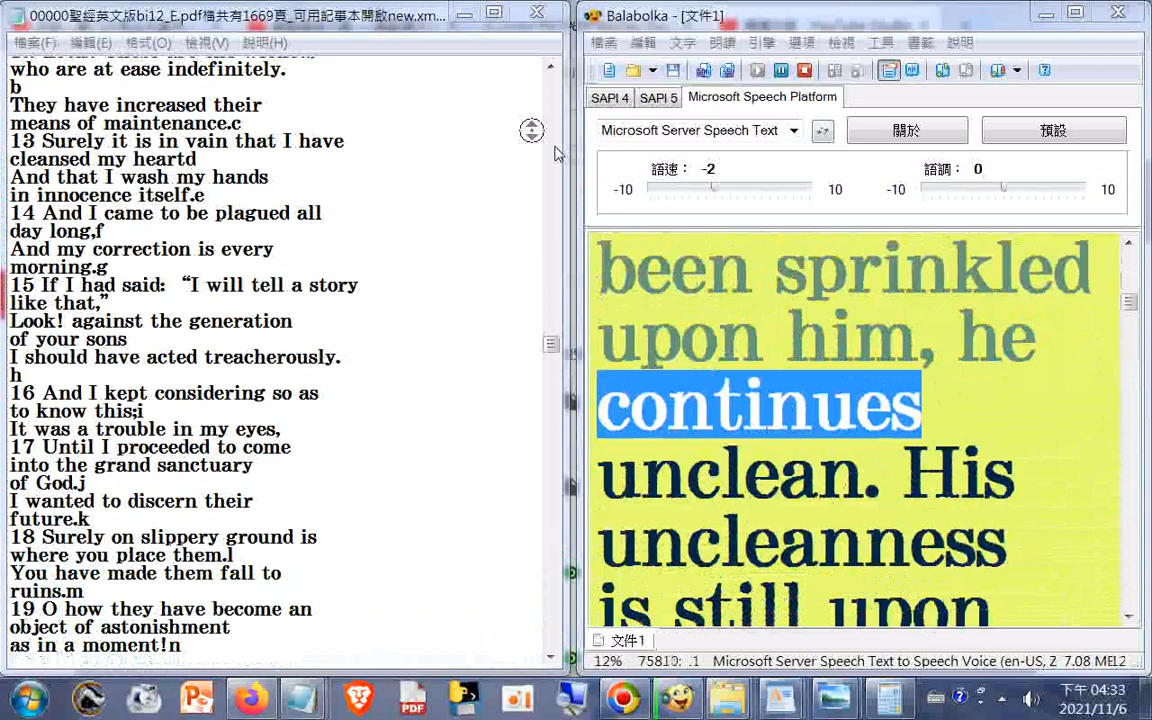 00000聖經英文版bi12_E.pdf檔共有1669頁_可用記事本開啟new.xm...
檔案(F) 編輯(E) 格式(O) 檢視(V) 說明(H)
who are at ease indefinitely.
b
They have increased their
means of maintenance.c
13 Surely it is in vain that I have
cleansed my heartd
And that I wash my hands
in innocence itself.e
14 And I came to be plagued all
day long,f
And my correction is every
morning.g
15 If I had said: “I will tell a story
like that,”
Look! against the generation
of your sons
I should have acted treacherously.
h
16 And I kept considering so as
to know this;i
It was a trouble in my eyes,
17 Until I proceeded to come
into the grand sanctuary
of God.j
I wanted to discern their
future.k
18 Surely on slippery ground is
where you place them.l
You have made them fall to
ruins.m
19 O how they have become an
object of astonishment
as in a moment!n
Balabolka - [文件1]
檔案 編輯 文字 朗讀 引擎 選項 檢視 工具 書籤 說明
SAPI 4 SAPI 5 Microsoft Speech Platform
Microsoft Server Speech Text 關於 預設
語速： -2 語調： 0
-10 10 -10 10
been sprinkled
upon him, he
continues
unclean. His
uncleanness
is still upon
文件1
12% 75810: .1 Microsoft Server Speech Text to Speech Voice (en-US, Z 7.08 ME12
PDF
下午 04:33
2021/11/6